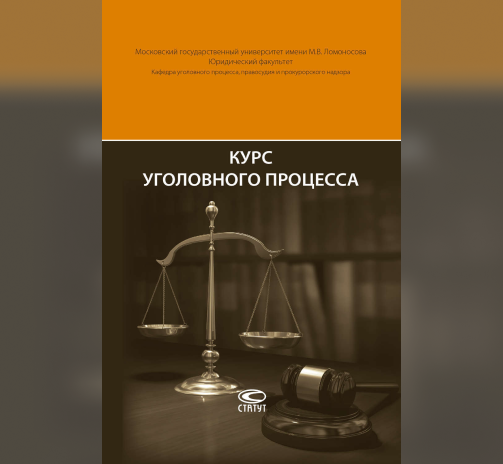 Московский государственный университет имени М.В. Ломоносова
Юридический факультет
Кафедра уголовного процесса, правосудия и прокурорского надзора
КУРС
УГОЛОВНОГО ПРОЦЕССА
СТАТУТ